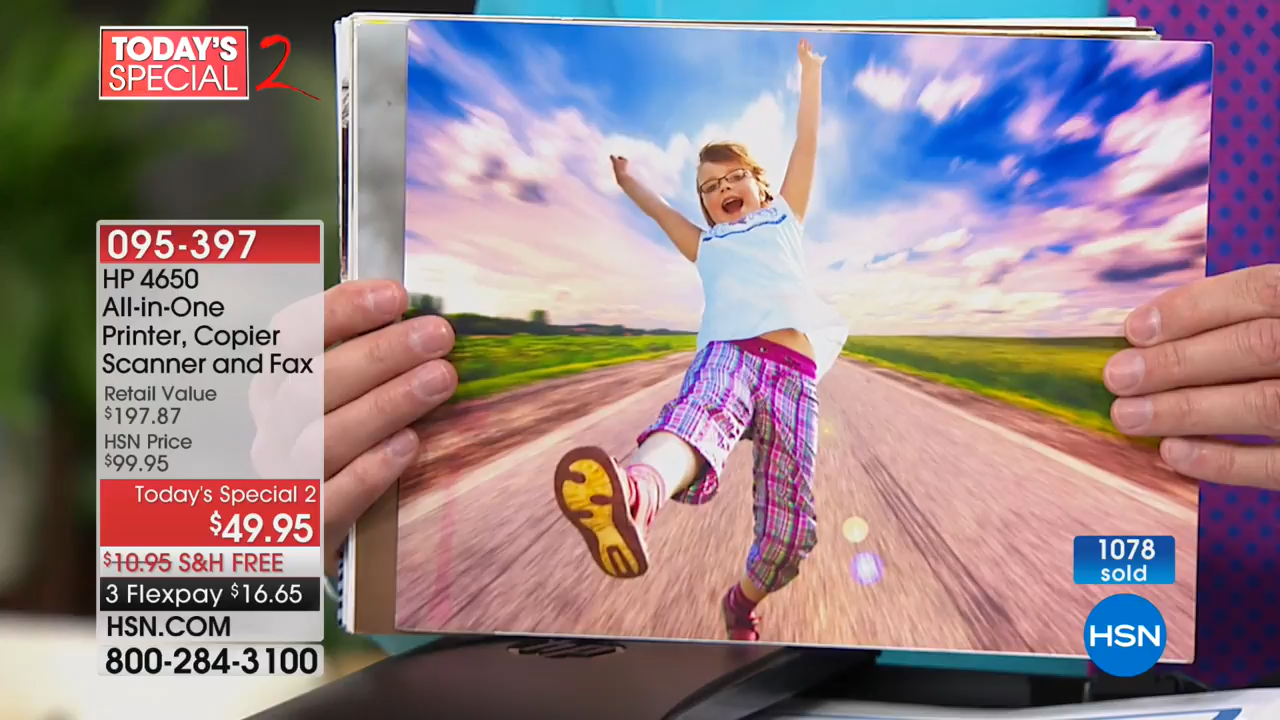 TODAY'S
SPECIAL 2
095-397
HP 4650
All-in-One
Printer, Copier
Scanner and Fax
Retail Value
$197.87
HSN Price
$99.95
Today's Special 2
$49.95
$10.95 S&H FREE
3 Flexpay $16.65
HSN.COM
800-284-3100
1078
sold
HSN
hp